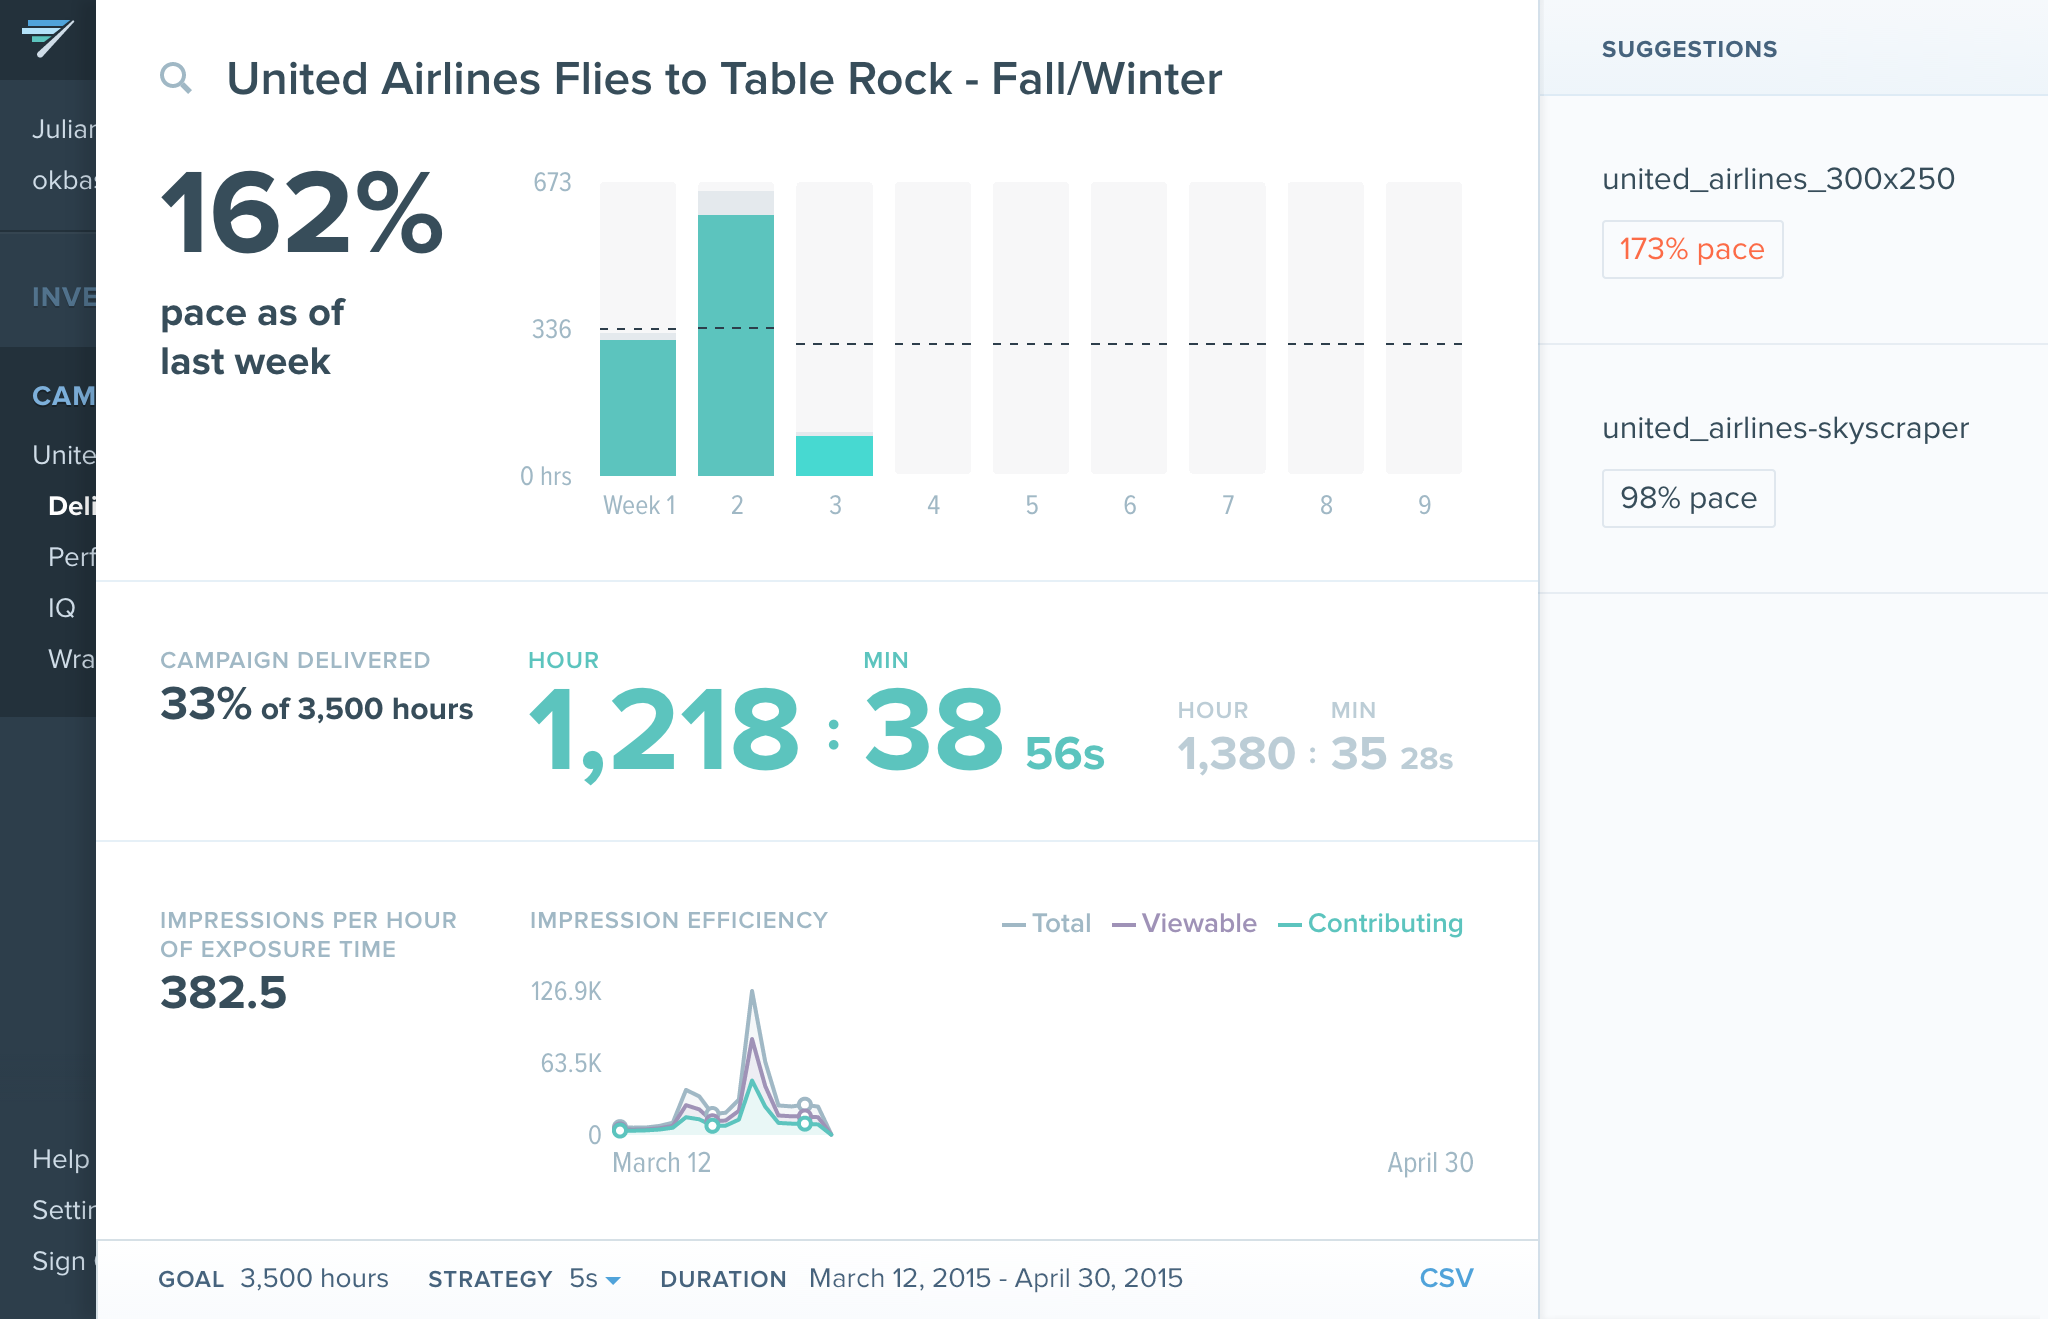 Julian
okbas
INVE
CAM
Unite
Deli
Perf
IQ
Wra
Help
Settin
Sign
United Airlines Flies to Table Rock - Fall/Winter
162%
pace as of
last week
673
336
0 hrs
Week 1 2 3 4 5 6 7 8 9
CAMPAIGN DELIVERED
33% of 3,500 hours
HOUR MIN
1,218 : 38 56s
HOUR MIN
1,380 : 35 28s
IMPRESSIONS PER HOUR
OF EXPOSURE TIME
382.5
IMPRESSION EFFICIENCY
Total Viewable Contributing
126.9K
63.5K
0
March 12 April 30
GOAL 3,500 hours STRATEGY 5s DURATION March 12, 2015 - April 30, 2015 CSV
SUGGESTIONS
united_airlines_300x250
173% pace
united_airlines-skyscraper
98% pace